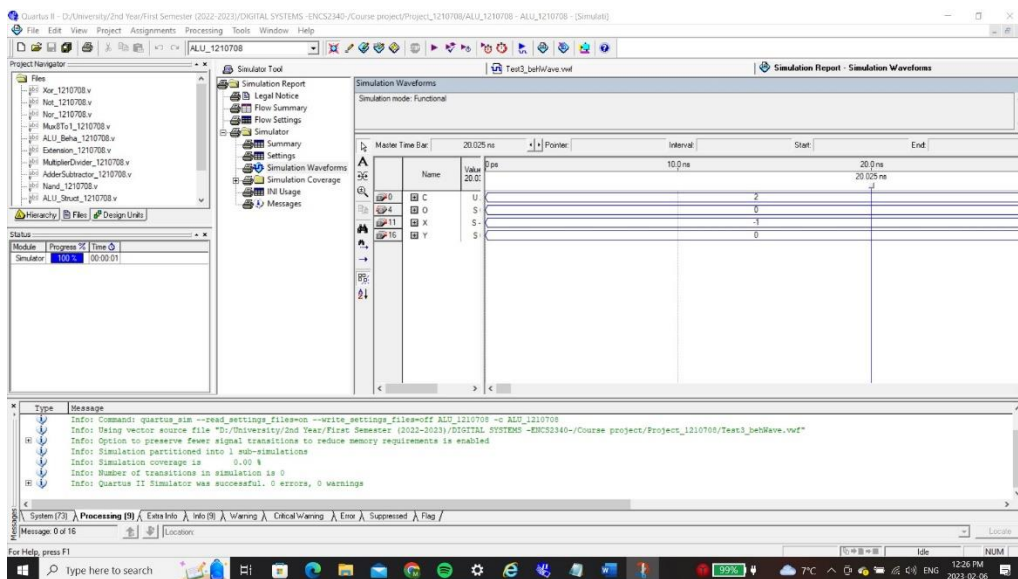 Quartus II - D:/University/2nd Year/First Semester (2022-2023)/DIGITAL SYSTEMS -ENCS2340-/Course project/Project_1210708/ALU_1210708 - ALU_1210708 - [Simulati]
File Edit View Project Assignments Processing Tools Window Help
ALU_1210708
Project Navigator
Files
Xor_1210708.v
Not_1210708.v
Nor_1210708.v
Mux8To1_1210708.v
ALU_Beha_1210708.v
Extension_1210708.v
MultiplierDivider_1210708.v
AdderSubtractor_1210708.v
Nand_1210708.v
ALU_Struct_1210708.v
Hierarchy Files Design Units
Status
Module Progress % Time
Simulator 100 % 00:00:01
Simulator Tool
Test3_behWave.vwf
Simulation Report - Simulation Waveforms
Simulation Report
Legal Notice
Flow Summary
Flow Settings
Simulator
Summary
Settings
Simulation Waveforms
Simulation Coverage
INI Usage
Messages
Simulation Waveforms
Simulation mode: Functional
Master Time Bar: 20.025 ns Pointer: Interval: Start: End:
Name
0 ps 10.0 ns 20.0 ns
20.025 ns
0 C U 2
4 O S 0
11 X S -1
16 Y S 0
Type Message
Info: Command: quartus_sim --read_settings_files=on --write_settings_files=off ALU_1210708 -c ALU_1210708
Info: Using vector source file "D:/University/2nd Year/First Semester (2022-2023)/DIGITAL SYSTEMS -ENCS2340-/Course project/Project_1210708/Test3_behWave.vwf"
Info: Option to preserve fewer signal transitions to reduce memory requirements is enabled
Info: Simulation partitioned into 1 sub-simulations
Info: Simulation coverage is 0.00 %
Info: Number of transitions in simulation is 0
Info: Quartus II Simulator was successful. 0 errors, 0 warnings
System (73) Processing (9) Extra Info Info (9) Warning Critical Warning Error Suppressed Flag
Messages
Message: 0 of 16 Location: Locate
For Help, press F1 Idle NUM
Type here to search
99% 7°C ENG 12:26 PM
2023-02-06